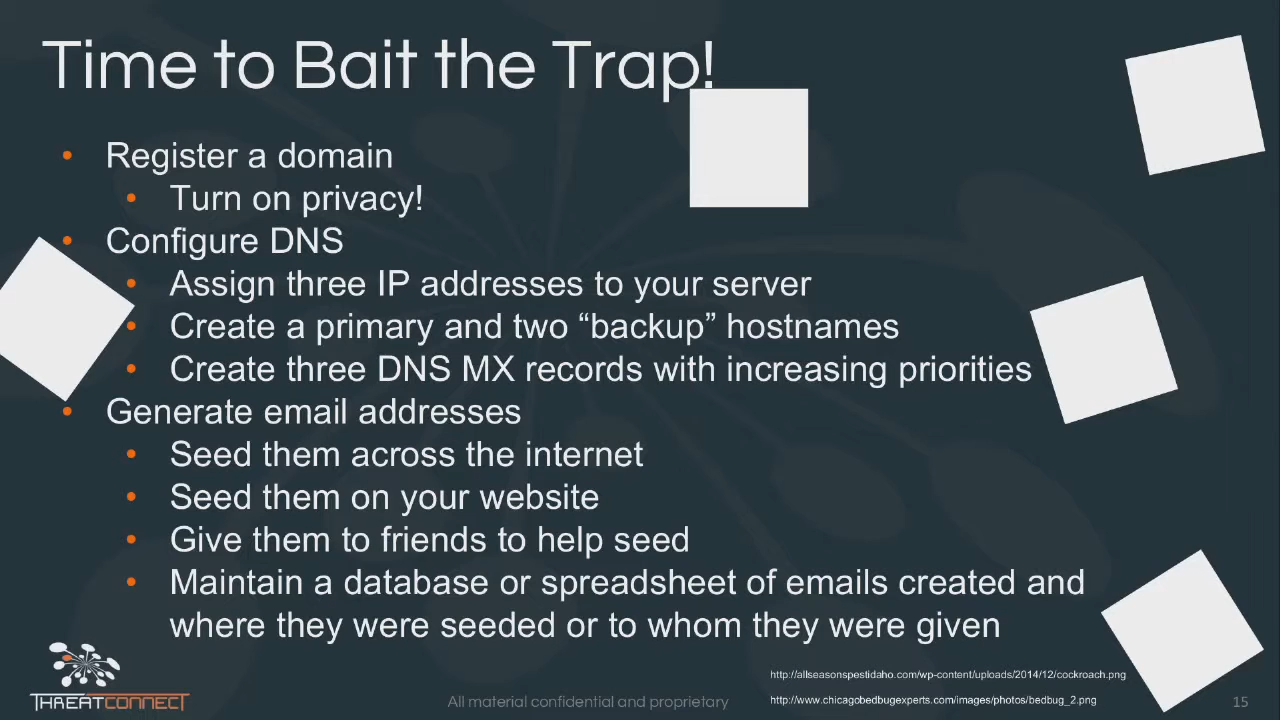 Time to Bait the Trap!
• Register a domain
• Turn on privacy!
• Configure DNS
• Assign three IP addresses to your server
• Create a primary and two “backup” hostnames
• Create three DNS MX records with increasing priorities
• Generate email addresses
• Seed them across the internet
• Seed them on your website
• Give them to friends to help seed
• Maintain a database or spreadsheet of emails created and
where they were seeded or to whom they were given
http://allseasonspestidaho.com/wp-content/uploads/2014/12/cockroach.png
THREATCONNECT
All material confidential and proprietary
http://www.chicagobedbugexperts.com/images/photos/bedbug_2.png
15